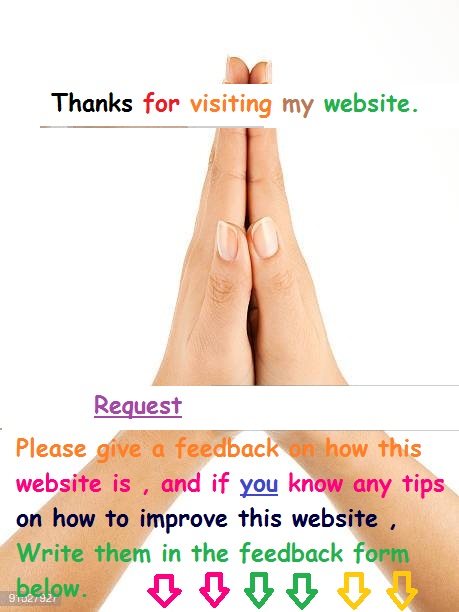 Thanks for visiting my website.
Request
Please give a feedback on how this
website is , and if you know any tips
on how to improve this website ,
Write them in the feedback form
below.